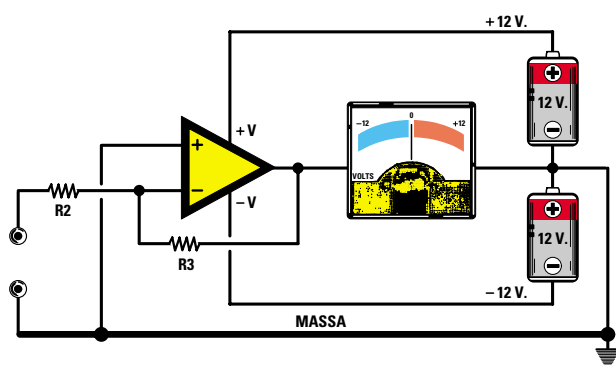 +12 V.
12 V.
+V
-12
0
+12
VOLTS
+
-
-V
R2
R3
12 V.
-12 V.
MASSA